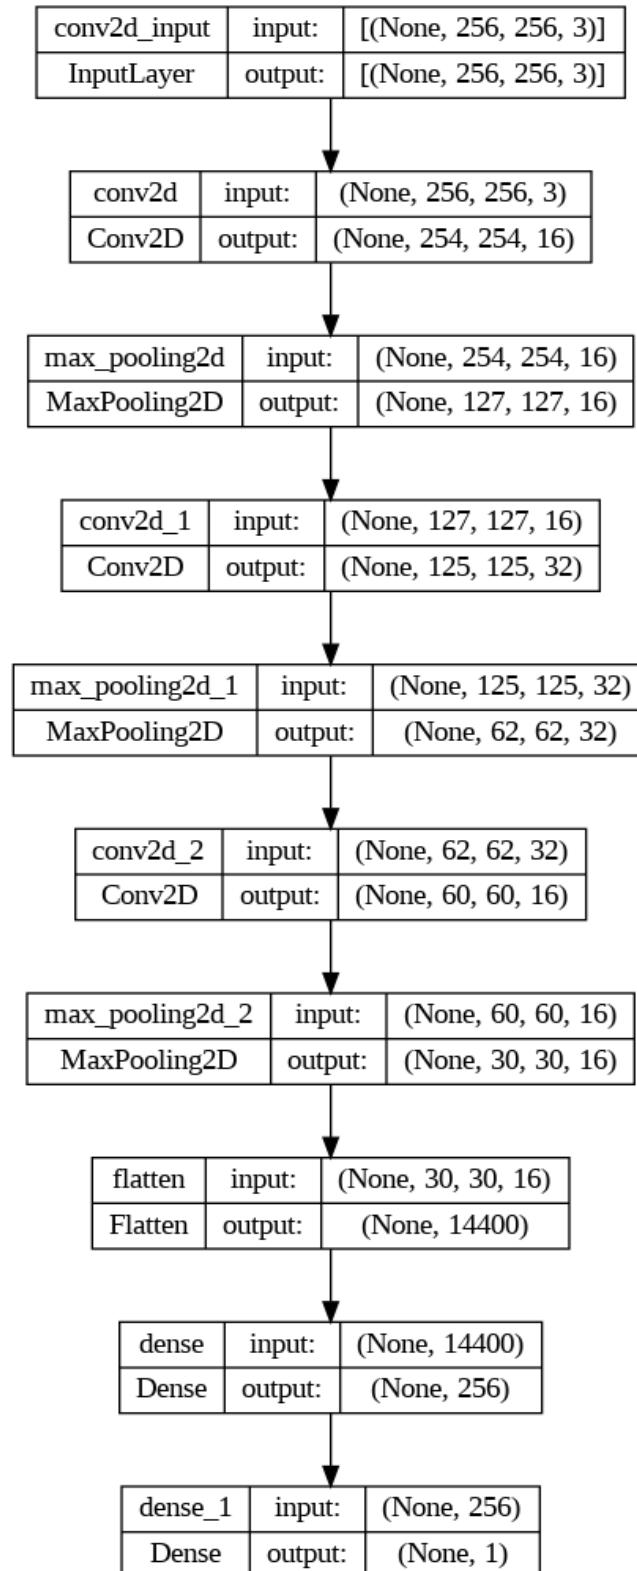 conv2d_input input: [(None, 256, 256, 3)]
InputLayer output: [(None, 256, 256, 3)]
conv2d input: (None, 256, 256, 3)
Conv2D output: (None, 254, 254, 16)
max_pooling2d input: (None, 254, 254, 16)
MaxPooling2D output: (None, 127, 127, 16)
conv2d_1 input: (None, 127, 127, 16)
Conv2D output: (None, 125, 125, 32)
max_pooling2d_1 input: (None, 125, 125, 32)
MaxPooling2D output: (None, 62, 62, 32)
conv2d_2 input: (None, 62, 62, 32)
Conv2D output: (None, 60, 60, 16)
max_pooling2d_2 input: (None, 60, 60, 16)
MaxPooling2D output: (None, 30, 30, 16)
flatten input: (None, 30, 30, 16)
Flatten output: (None, 14400)
dense input: (None, 14400)
Dense output: (None, 256)
dense_1 input: (None, 256)
Dense output: (None, 1)